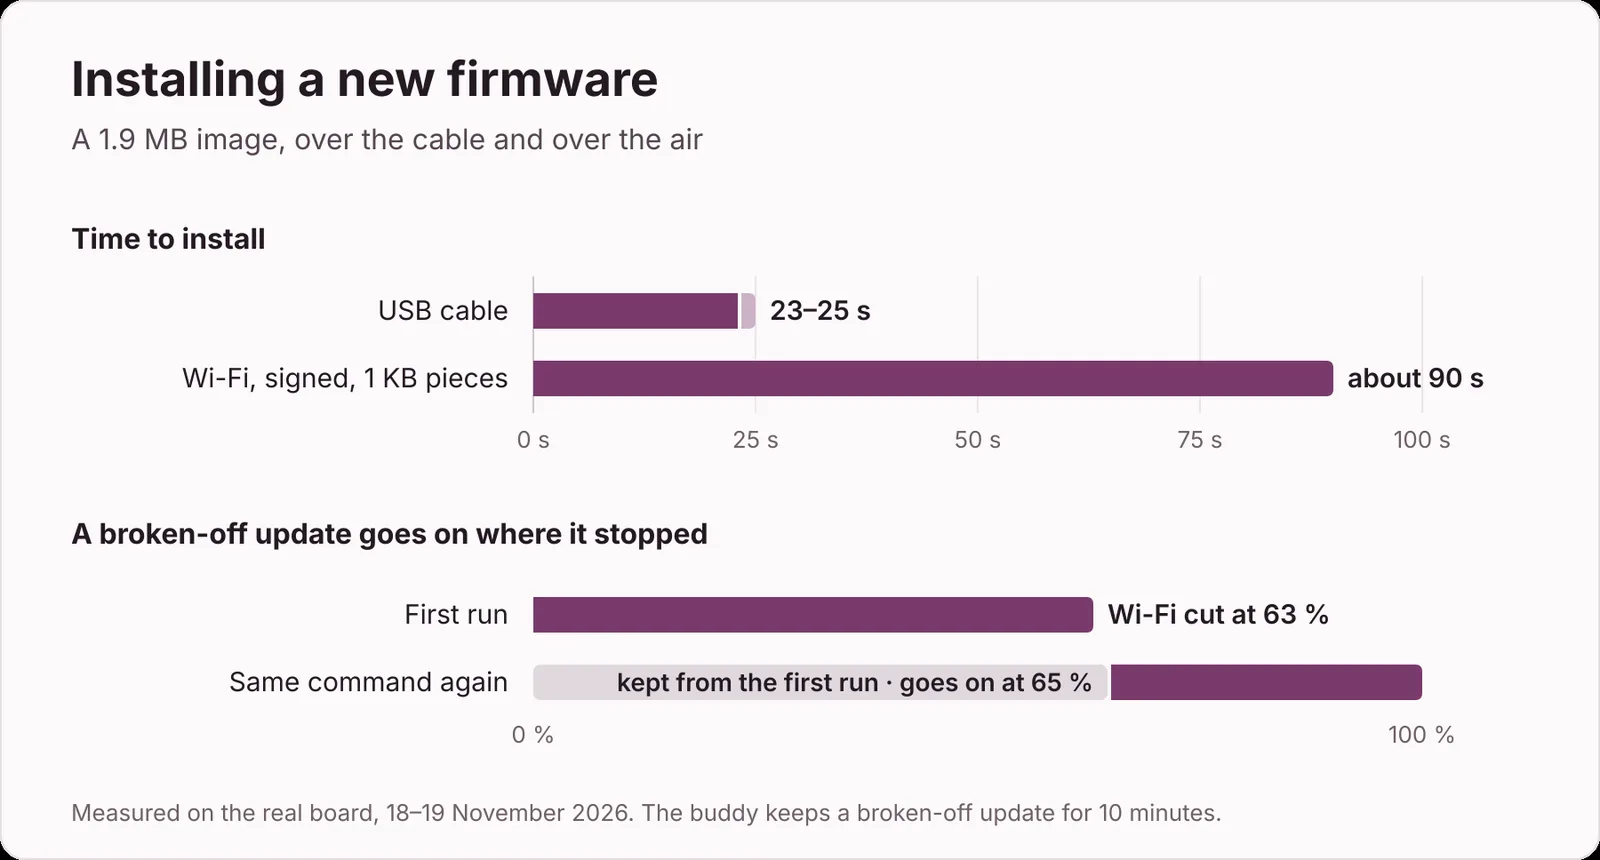 Installing a new firmware
A 1.9 MB image, over the cable and over the air
Time to install
USB cable
23–25 s
Wi-Fi, signed, 1 KB pieces
about 90 s
0 s
25 s
50 s
75 s
100 s
A broken-off update goes on where it stopped
First run
Wi-Fi cut at 63 %
Same command again
kept from the first run · goes on at 65 %
0 %
100 %
Measured on the real board, 18–19 November 2026. The buddy keeps a broken-off update for 10 minutes.